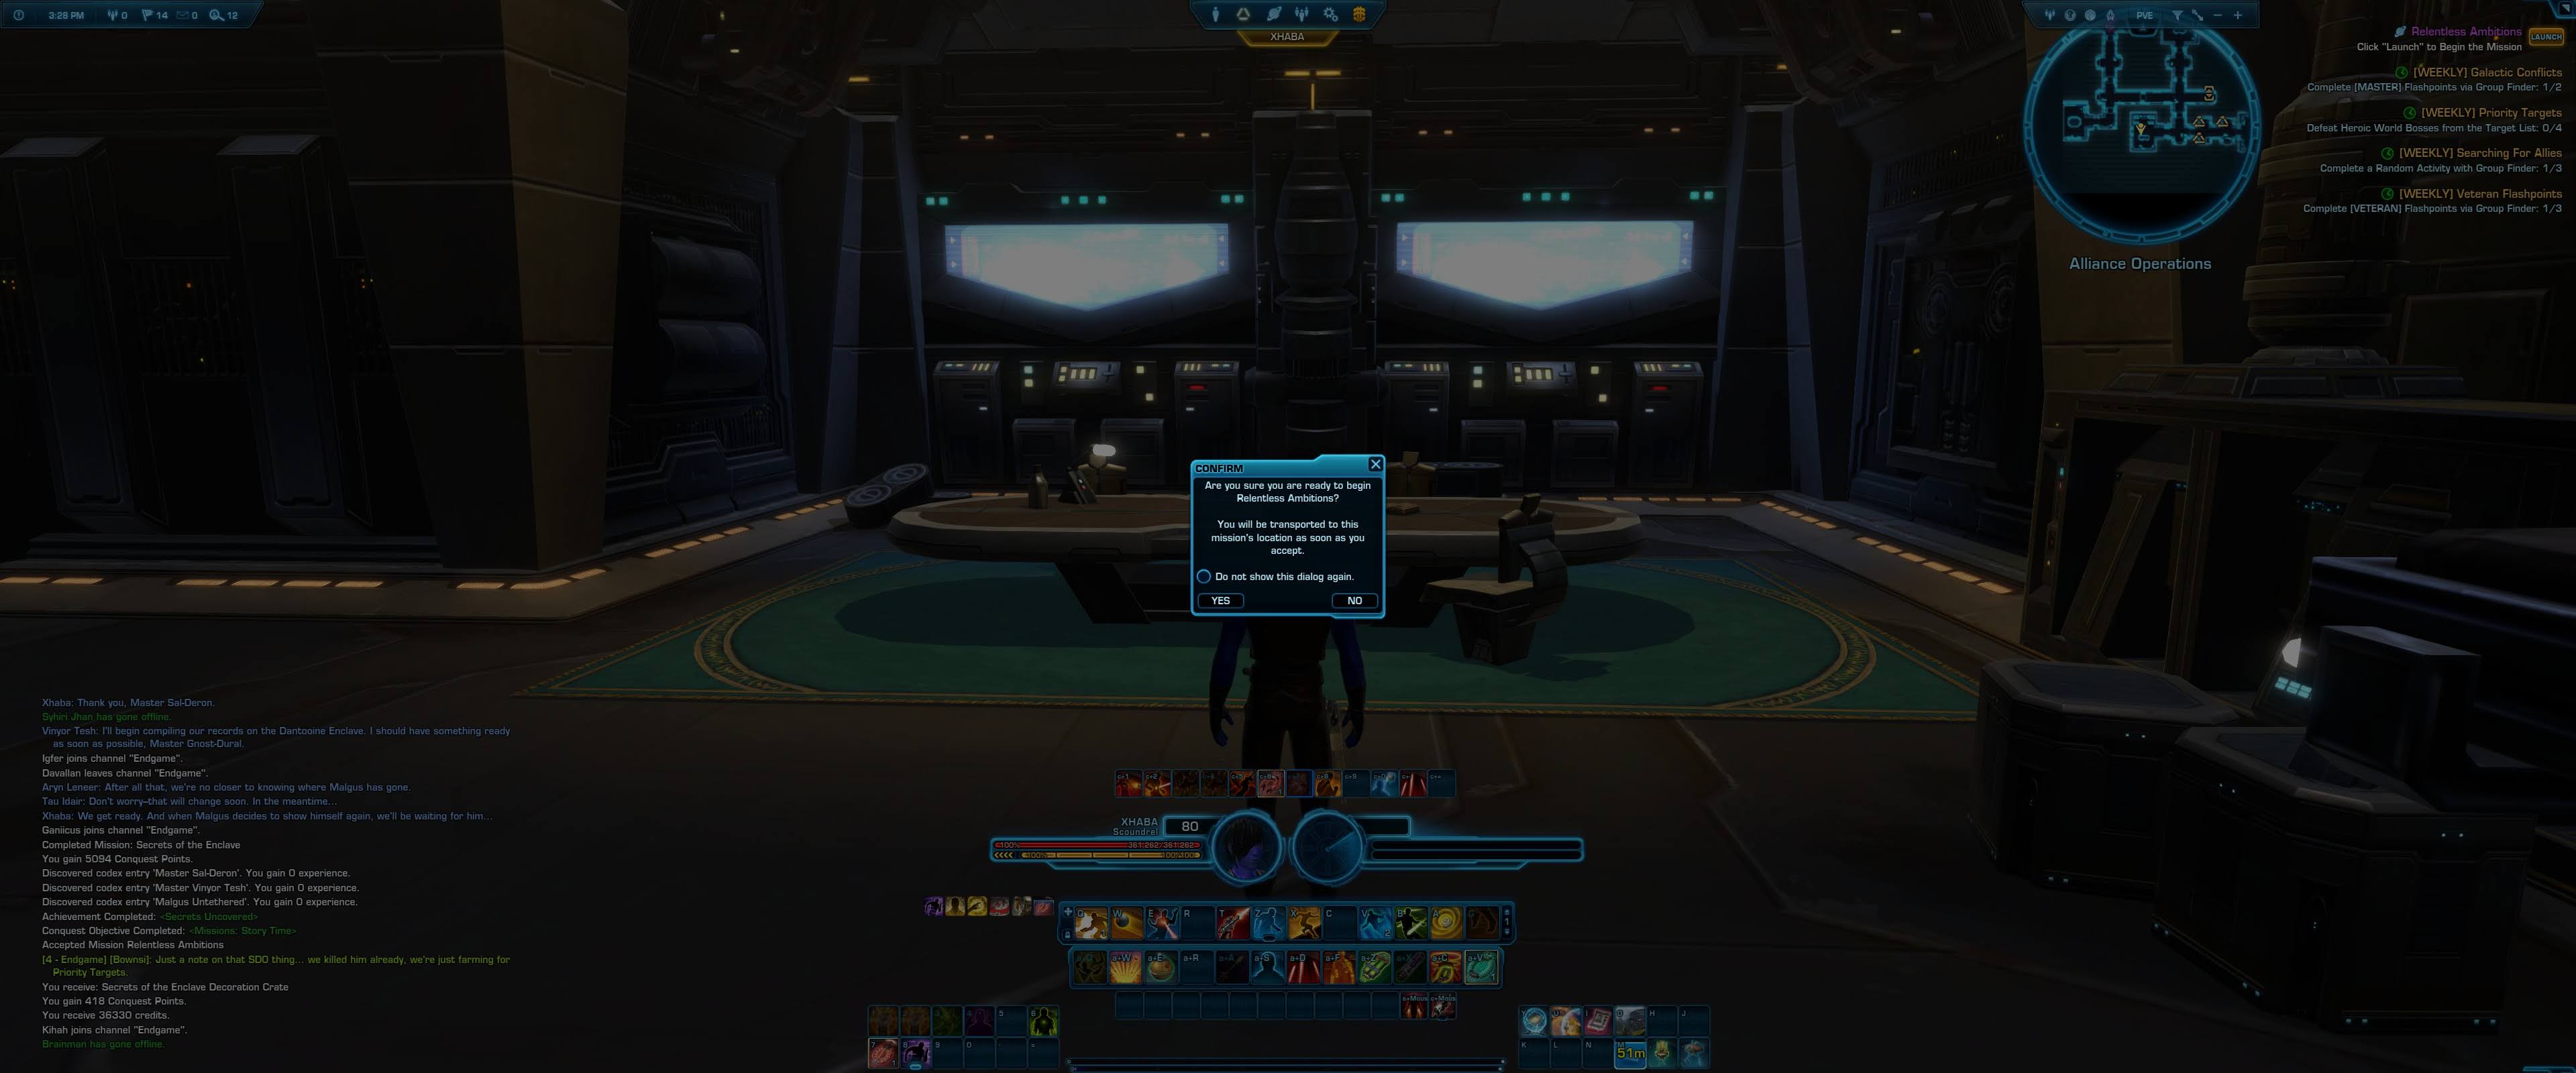 3:28 PM 0 14 0 12
XHABA
PVE
Relentless Ambitions
LAUNCH
Click "Launch" to Begin the Mission
[WEEKLY] Galactic Conflicts
Complete [MASTER] Flashpoints via Group Finder: 1/2
[WEEKLY] Priority Targets
Defeat Heroic World Bosses from the Target List: 0/4
[WEEKLY] Searching For Allies
Complete a Random Activity with Group Finder: 1/3
[WEEKLY] Veteran Flashpoints
Complete [VETERAN] Flashpoints via Group Finder: 1/3
Alliance Operations
CONFIRM
Are you sure you are ready to begin
Relentless Ambitions?
You will be transported to this
mission's location as soon as you
accept.
Do not show this dialog again.
YES NO
Xhaba: Thank you, Master Sal-Deron.
Syhiri Jhan has gone offline.
Vinyor Tesh: I'll begin compiling our records on the Dantooine Enclave. I should have something ready
as soon as possible, Master Gnost-Dural.
Igfer joins channel "Endgame".
Davallan leaves channel "Endgame".
Aryn Leneer: After all that, we're no closer to knowing where Malgus has gone.
Tau Idair: Don't worry–that will change soon. In the meantime...
Xhaba: We get ready. And when Malgus decides to show himself again, we'll be waiting for him...
Ganiicus joins channel "Endgame".
Completed Mission: Secrets of the Enclave
You gain 5094 Conquest Points.
Discovered codex entry 'Master Sal-Deron'. You gain 0 experience.
Discovered codex entry 'Master Vinyor Tesh'. You gain 0 experience.
Discovered codex entry 'Malgus Untethered'. You gain 0 experience.
Achievement Completed: <Secrets Uncovered>
Conquest Objective Completed: <Missions: Story Time>
Accepted Mission Relentless Ambitions
[4 - Endgame] [Bownsi]: Just a note on that SDO thing... we killed him already, we're just farming for
Priority Targets.
You receive: Secrets of the Enclave Decoration Crate
You gain 418 Conquest Points.
You receive 36330 credits.
Kihah joins channel "Endgame".
Brainman has gone offline.
XHABA
Scoundrel
80
100% 361,262/361,262
100% 100/100
Q W E R T Z X C V B A
a+W a+E a+R a+A a+S a+D a+F a+Z a+X a+C a+V
H J
K L N M
51m
7 8 9 0 - =